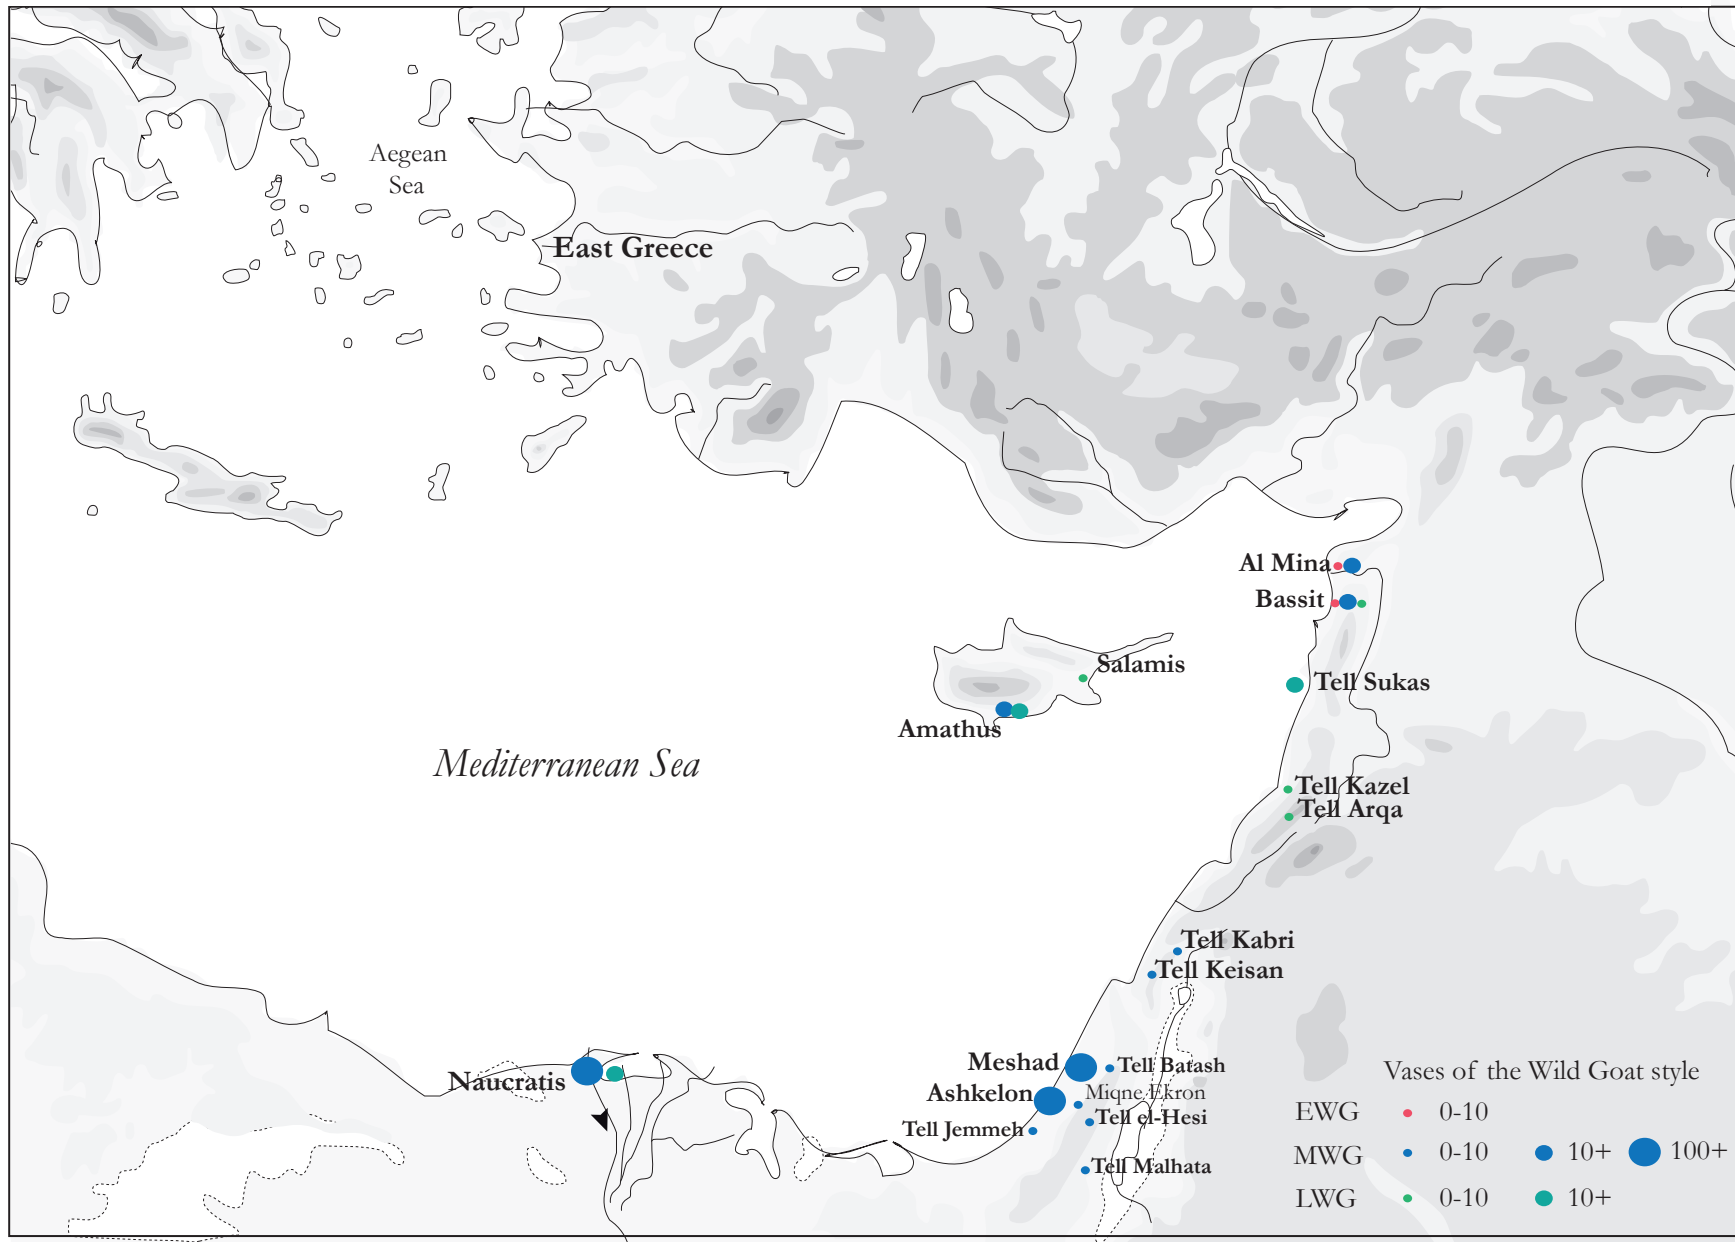 Aegean
Sea
East Greece
Al Mina
Bassit
Salamis
Tell Sukas
Amathus
Mediterranean Sea
Tell Kazel
Tell Arqa
Tell Kabri
Tell Keisan
Meshad
Tell Batash
Naucratis
Ashkelon
Miqne Ekron
Tell el-Hesi
Tell Jemmeh
Tell Malhata
Vases of the Wild Goat style
EWG 0-10
MWG 0-10 10+ 100+
LWG 0-10 10+